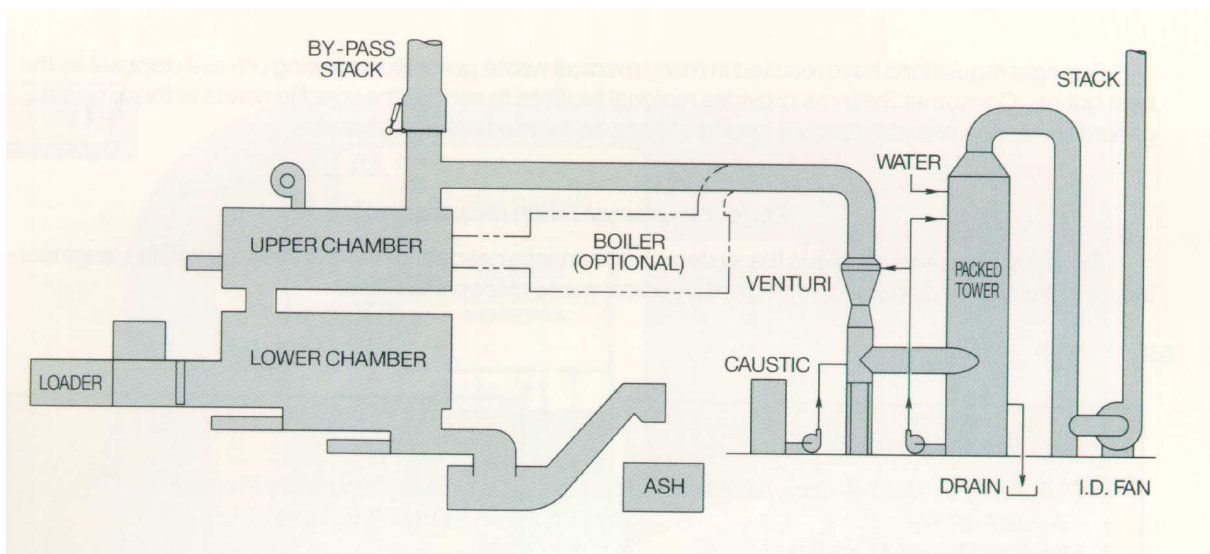 BY-PASS
STACK
STACK
WATER
UPPER CHAMBER
BOILER
(OPTIONAL)
VENTURI
PACKED
TOWER
LOWER CHAMBER
CAUSTIC
LOADER
ASH
DRAIN
I.D. FAN